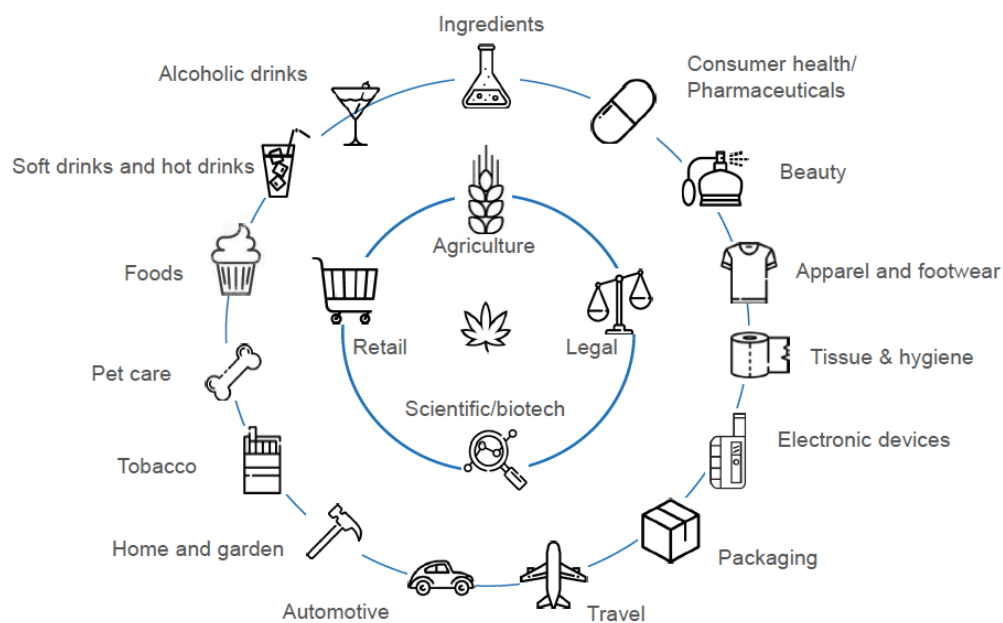 Ingredients
Alcoholic drinks
Consumer health/
Pharmaceuticals
Soft drinks and hot drinks
Beauty
Agriculture
Foods
Apparel and footwear
Retail
Legal
Pet care
Tissue & hygiene
Scientific/biotech
Tobacco
Electronic devices
Home and garden
Packaging
Automotive
Travel